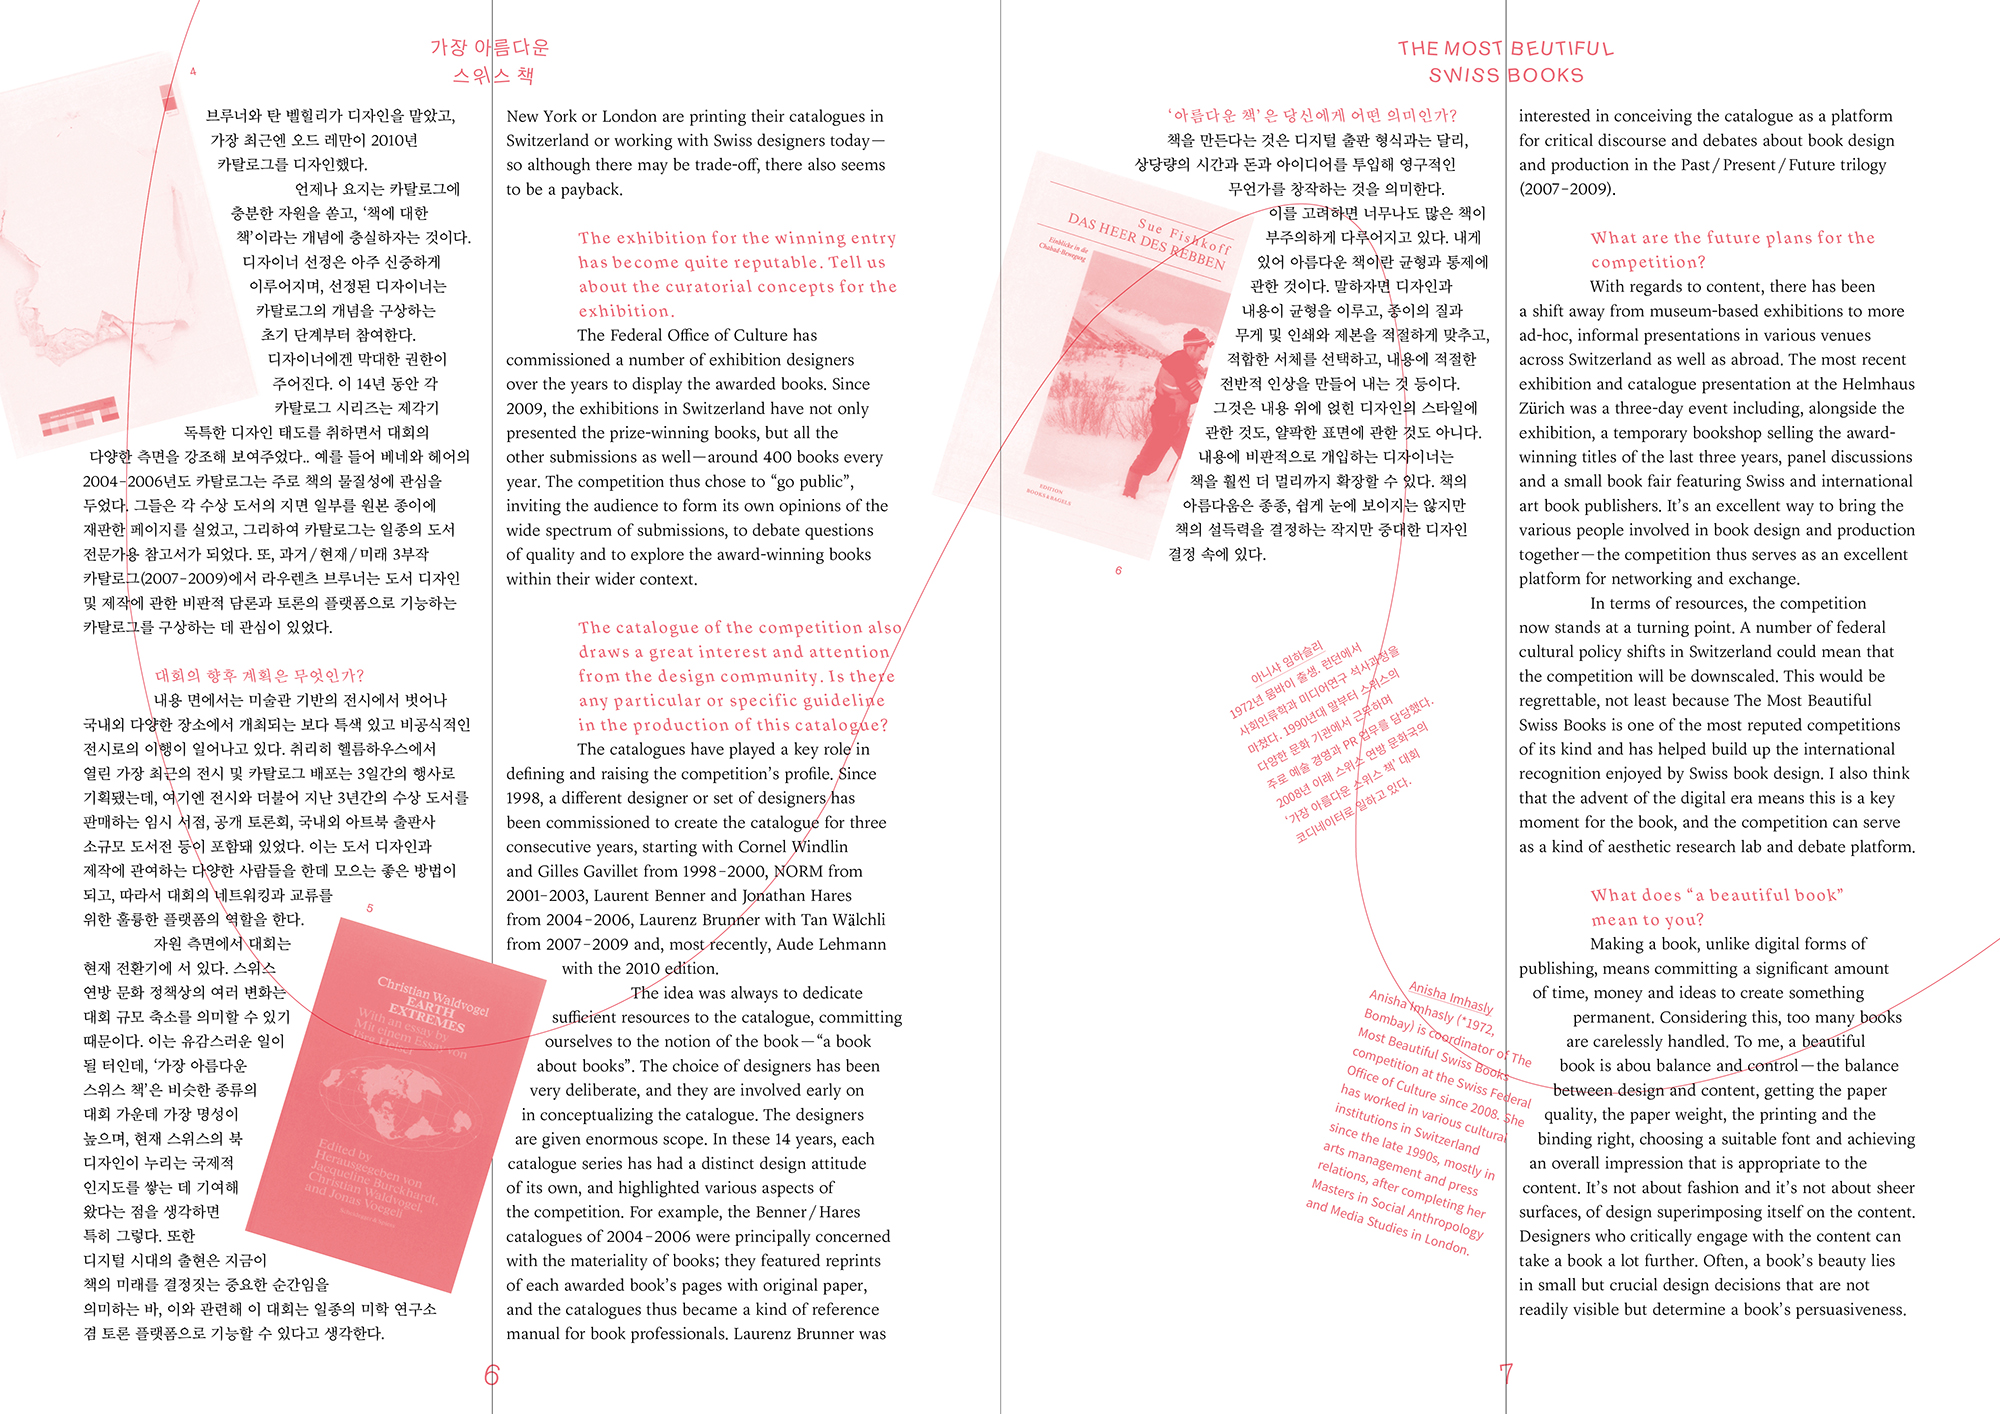 가장 아름다운
스위스 책
4
브루너와 탄 벨힐리가 디자인을 맡았고,
가장 최근엔 오드 레만이 2010년
카탈로그를 디자인했다.
언제나 요지는 카탈로그에
충분한 자원을 쏟고, ‘책에 대한
책’이라는 개념에 충실하자는 것이다.
디자이너 선정은 아주 신중하게
이루어지며, 선정된 디자이너는
카탈로그의 개념을 구상하는
초기 단계부터 참여한다.
디자이너에겐 막대한 권한이
주어진다. 이 14년 동안 각
카탈로그 시리즈는 제각기
독특한 디자인 태도를 취하면서 대회의
다양한 측면을 강조해 보여주었다.. 예를 들어 베네와 헤어의
2004–2006년도 카탈로그는 주로 책의 물질성에 관심을
두었다. 그들은 각 수상 도서의 지면 일부를 원본 종이에
재판한 페이지를 실었고, 그리하여 카탈로그는 일종의 도서
전문가용 참고서가 되었다. 또, 과거/현재/미래 3부작
카탈로그(2007–2009)에서 라우렌츠 브루너는 도서 디자인
및 제작에 관한 비판적 담론과 토론의 플랫폼으로 기능하는
카탈로그를 구상하는 데 관심이 있었다.
대회의 향후 계획은 무엇인가?
내용 면에서는 미술관 기반의 전시에서 벗어나
국내외 다양한 장소에서 개최되는 보다 특색 있고 비공식적인
전시로의 이행이 일어나고 있다. 취리히 헬름하우스에서
열린 가장 최근의 전시 및 카탈로그 배포는 3일간의 행사로
기획됐는데, 여기엔 전시와 더불어 지난 3년간의 수상 도서를
판매하는 임시 서점, 공개 토론회, 국내외 아트북 출판사
소규모 도서전 등이 포함돼 있었다. 이는 도서 디자인과
제작에 관여하는 다양한 사람들을 한데 모으는 좋은 방법이
되고, 따라서 대회의 네트워킹과 교류를
위한 훌륭한 플랫폼의 역할을 한다.
자원 측면에서 대회는
현재 전환기에 서 있다. 스위스
연방 문화 정책상의 여러 변화는
대회 규모 축소를 의미할 수 있기
때문이다. 이는 유감스러운 일이
될 터인데, ‘가장 아름다운
스위스 책’은 비슷한 종류의
대회 가운데 가장 명성이
높으며, 현재 스위스의 북
디자인이 누리는 국제적
인지도를 쌓는 데 기여해
왔다는 점을 생각하면
특히 그렇다. 또한
디지털 시대의 출현은 지금이
책의 미래를 결정짓는 중요한 순간임을
의미하는 바, 이와 관련해 이 대회는 일종의 미학 연구소
겸 토론 플랫폼으로 기능할 수 있다고 생각한다.
5
Christian Waldvogel
EARTH
EXTREMES
With an essay by
Mit einem Essay von
Edited by
Herausgegeben von
Jacqueline Burckhardt,
Christian Waldvogel,
and Jonas Voegeli
New York or London are printing their catalogues in
Switzerland or working with Swiss designers today—
so although there may be trade-off, there also seems
to be a payback.
The exhibition for the winning entry
has become quite reputable. Tell us
about the curatorial concepts for the
exhibition.
The Federal Office of Culture has
commissioned a number of exhibition designers
over the years to display the awarded books. Since
2009, the exhibitions in Switzerland have not only
presented the prize-winning books, but all the
other submissions as well—around 400 books every
year. The competition thus chose to “go public”,
inviting the audience to form its own opinions of the
wide spectrum of submissions, to debate questions
of quality and to explore the award-winning books
within their wider context.
The catalogue of the competition also
draws a great interest and attention
from the design community. Is there
any particular or specific guideline
in the production of this catalogue?
The catalogues have played a key role in
defining and raising the competition’s profile. Since
1998, a different designer or set of designers has
been commissioned to create the catalogue for three
consecutive years, starting with Cornel Windlin
and Gilles Gavillet from 1998–2000, NORM from
2001–2003, Laurent Benner and Jonathan Hares
from 2004–2006, Laurenz Brunner with Tan Wälchli
from 2007–2009 and, most recently, Aude Lehmann
with the 2010 edition.
The idea was always to dedicate
sufficient resources to the catalogue, committing
ourselves to the notion of the book—“a book
about books”. The choice of designers has been
very deliberate, and they are involved early on
in conceptualizing the catalogue. The designers
are given enormous scope. In these 14 years, each
catalogue series has had a distinct design attitude
of its own, and highlighted various aspects of
the competition. For example, the Benner/Hares
catalogues of 2004–2006 were principally concerned
with the materiality of books; they featured reprints
of each awarded book’s pages with original paper,
and the catalogues thus became a kind of reference
manual for book professionals. Laurenz Brunner was
6
THE MOST BEUTIFUL
SWISS BOOKS
‘아름다운 책’은 당신에게 어떤 의미인가?
책을 만든다는 것은 디지털 출판 형식과는 달리,
상당량의 시간과 돈과 아이디어를 투입해 영구적인
무언가를 창작하는 것을 의미한다.
이를 고려하면 너무나도 많은 책이
부주의하게 다루어지고 있다. 내게
있어 아름다운 책이란 균형과 통제에
관한 것이다. 말하자면 디자인과
내용이 균형을 이루고, 종이의 질과
무게 및 인쇄와 제본을 적절하게 맞추고,
적합한 서체를 선택하고, 내용에 적절한
전반적 인상을 만들어 내는 것 등이다.
그것은 내용 위에 얹힌 디자인의 스타일에
관한 것도, 얄팍한 표면에 관한 것도 아니다.
내용에 비판적으로 개입하는 디자이너는
책을 훨씬 더 멀리까지 확장할 수 있다. 책의
아름다움은 종종, 쉽게 눈에 보이지는 않지만
책의 설득력을 결정하는 작지만 중대한 디자인
결정 속에 있다.
Sue Fishkoff
DAS HEER DES REBBEN
Einblicke in die
Chabad-Bewegung
EDITION
BOOKS&BAGELS
6
아니사 임하슬리
1972년 뭄바이 출생. 런던에서
사회인류학과 미디어연구 석사과정을
마쳤다. 1990년대 말부터 스위스의
다양한 문화 기관에서 근무하며
주로 예술 경영과 PR 업무를 담당했다.
2008년 이래 스위스 연방 문화국의
‘가장 아름다운 스위스 책’ 대회
코디네이터로 일하고 있다.
Anisha Imhasly
Anisha Imhasly (*1972,
Bombay) is coordinator of The
Most Beautiful Swiss Books
competition at the Swiss Federal
Office of Culture since 2008. She
has worked in various cultural
institutions in Switzerland
since the late 1990s, mostly in
arts management and press
relations, after completing her
Masters in Social Anthropology
and Media Studies in London.
interested in conceiving the catalogue as a platform
for critical discourse and debates about book design
and production in the Past/Present/Future trilogy
(2007–2009).
What are the future plans for the
competition?
With regards to content, there has been
a shift away from museum-based exhibitions to more
ad-hoc, informal presentations in various venues
across Switzerland as well as abroad. The most recent
exhibition and catalogue presentation at the Helmhaus
Zürich was a three-day event including, alongside the
exhibition, a temporary bookshop selling the award-
winning titles of the last three years, panel discussions
and a small book fair featuring Swiss and international
art book publishers. It’s an excellent way to bring the
various people involved in book design and production
together—the competition thus serves as an excellent
platform for networking and exchange.
In terms of resources, the competition
now stands at a turning point. A number of federal
cultural policy shifts in Switzerland could mean that
the competition will be downscaled. This would be
regrettable, not least because The Most Beautiful
Swiss Books is one of the most reputed competitions
of its kind and has helped build up the international
recognition enjoyed by Swiss book design. I also think
that the advent of the digital era means this is a key
moment for the book, and the competition can serve
as a kind of aesthetic research lab and debate platform.
What does “a beautiful book”
mean to you?
Making a book, unlike digital forms of
publishing, means committing a significant amount
of time, money and ideas to create something
permanent. Considering this, too many books
are carelessly handled. To me, a beautiful
book is abou balance and control—the balance
between design and content, getting the paper
quality, the paper weight, the printing and the
binding right, choosing a suitable font and achieving
an overall impression that is appropriate to the
content. It’s not about fashion and it’s not about sheer
surfaces, of design superimposing itself on the content.
Designers who critically engage with the content can
take a book a lot further. Often, a book’s beauty lies
in small but crucial design decisions that are not
readily visible but determine a book’s persuasiveness.
7